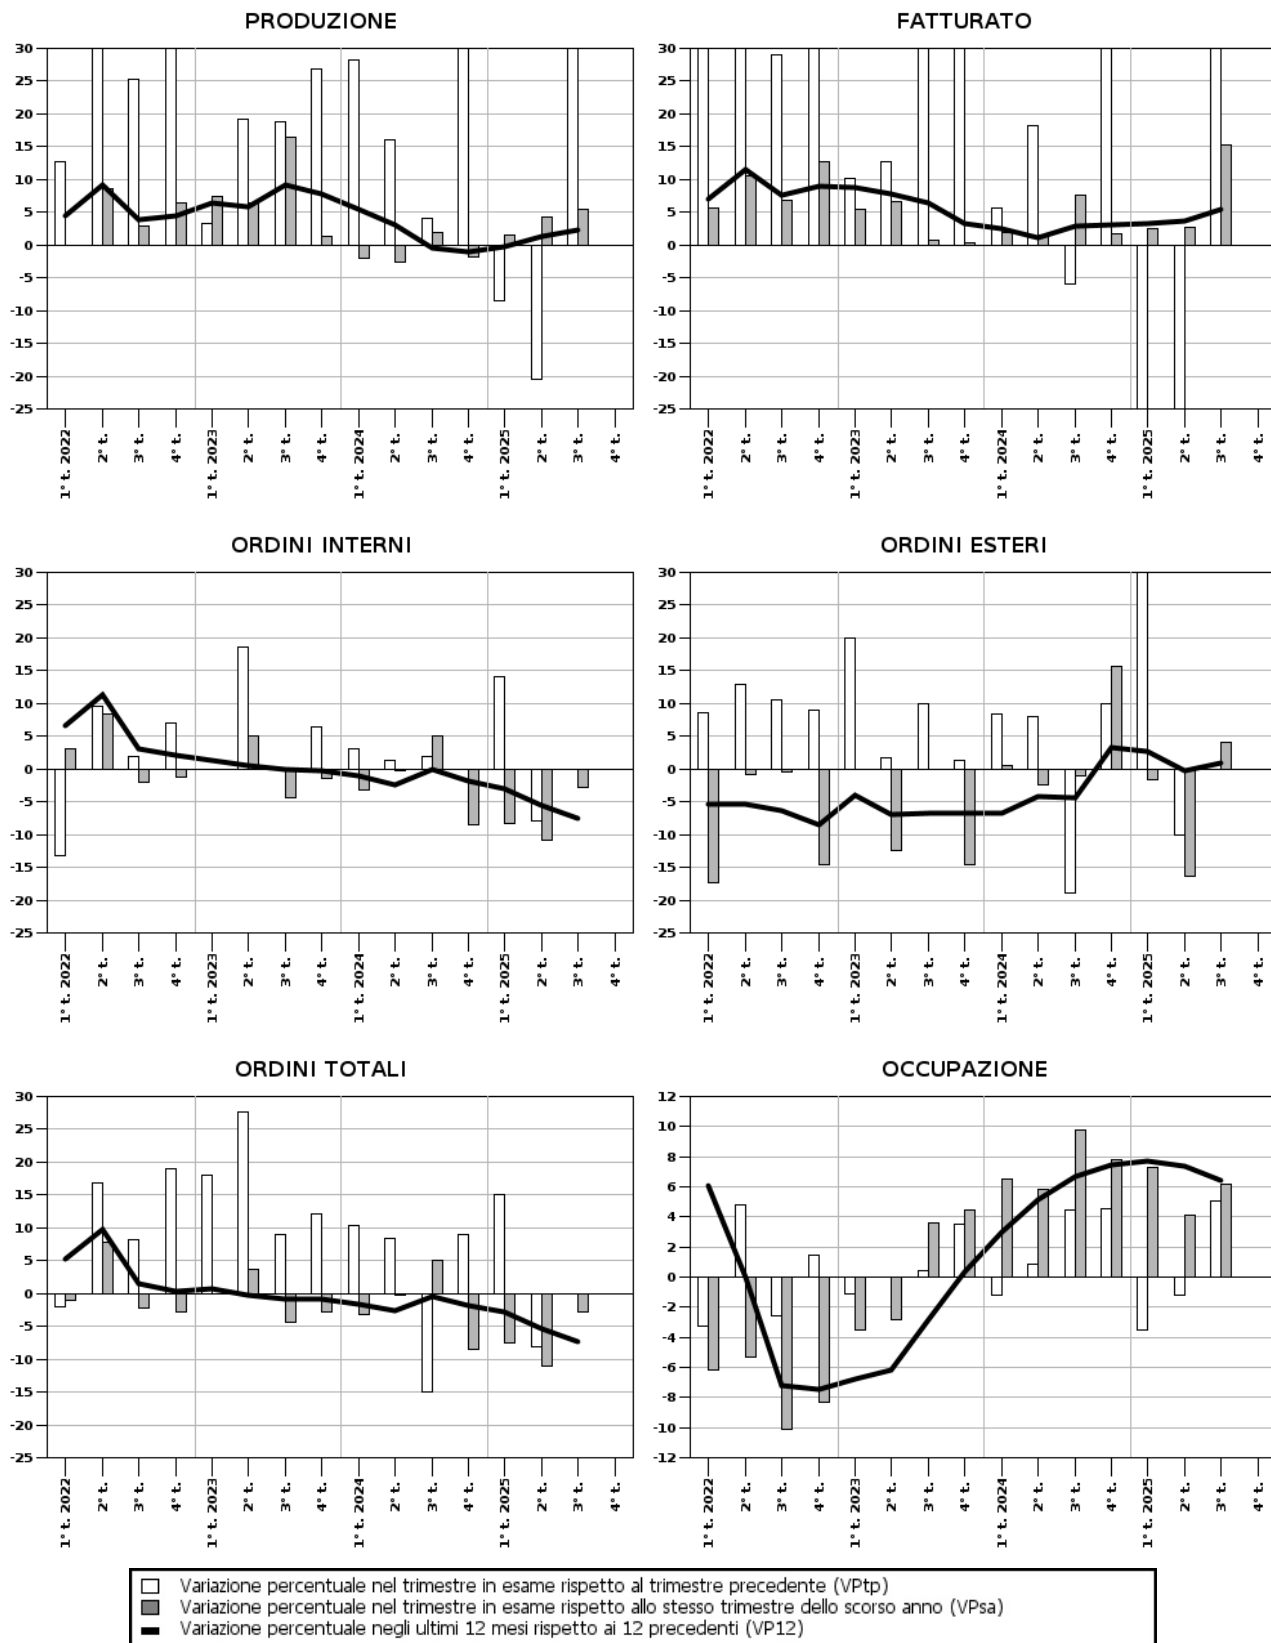 PRODUZIONE
30
25
20
15
10
5
0
-5
-10
-15
-20
-25
1° t. 2022
2° t.
3° t.
4° t.
1° t. 2023
2° t.
3° t.
4° t.
1° t. 2024
2° t.
3° t.
4° t.
1° t. 2025
2° t.
3° t.
4° t.
FATTURATO
30
25
20
15
10
5
0
-5
-10
-15
-20
-25
1° t. 2022
2° t.
3° t.
4° t.
1° t. 2023
2° t.
3° t.
4° t.
1° t. 2024
2° t.
3° t.
4° t.
1° t. 2025
2° t.
3° t.
4° t.
ORDINI INTERNI
30
25
20
15
10
5
0
-5
-10
-15
-20
-25
1° t. 2022
2° t.
3° t.
4° t.
1° t. 2023
2° t.
3° t.
4° t.
1° t. 2024
2° t.
3° t.
4° t.
1° t. 2025
2° t.
3° t.
4° t.
ORDINI ESTERI
30
25
20
15
10
5
0
-5
-10
-15
-20
-25
1° t. 2022
2° t.
3° t.
4° t.
1° t. 2023
2° t.
3° t.
4° t.
1° t. 2024
2° t.
3° t.
4° t.
1° t. 2025
2° t.
3° t.
4° t.
ORDINI TOTALI
30
25
20
15
10
5
0
-5
-10
-15
-20
-25
1° t. 2022
2° t.
3° t.
4° t.
1° t. 2023
2° t.
3° t.
4° t.
1° t. 2024
2° t.
3° t.
4° t.
1° t. 2025
2° t.
3° t.
4° t.
OCCUPAZIONE
12
10
8
6
4
2
0
-2
-4
-6
-8
-10
-12
1° t. 2022
2° t.
3° t.
4° t.
1° t. 2023
2° t.
3° t.
4° t.
1° t. 2024
2° t.
3° t.
4° t.
1° t. 2025
2° t.
3° t.
4° t.
Variazione percentuale nel trimestre in esame rispetto al trimestre precedente (VPtp)
Variazione percentuale nel trimestre in esame rispetto allo stesso trimestre dello scorso anno (VPsa)
Variazione percentuale negli ultimi 12 mesi rispetto ai 12 precedenti (VP12)